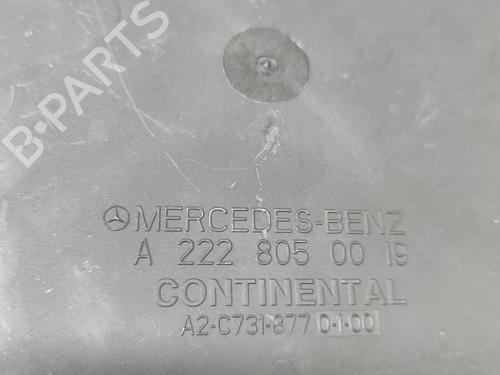 B-PARTS
MERCEDES-BENZ
A 222 805 00 19
CONTINENTAL
A2-C731-877 0-1-00